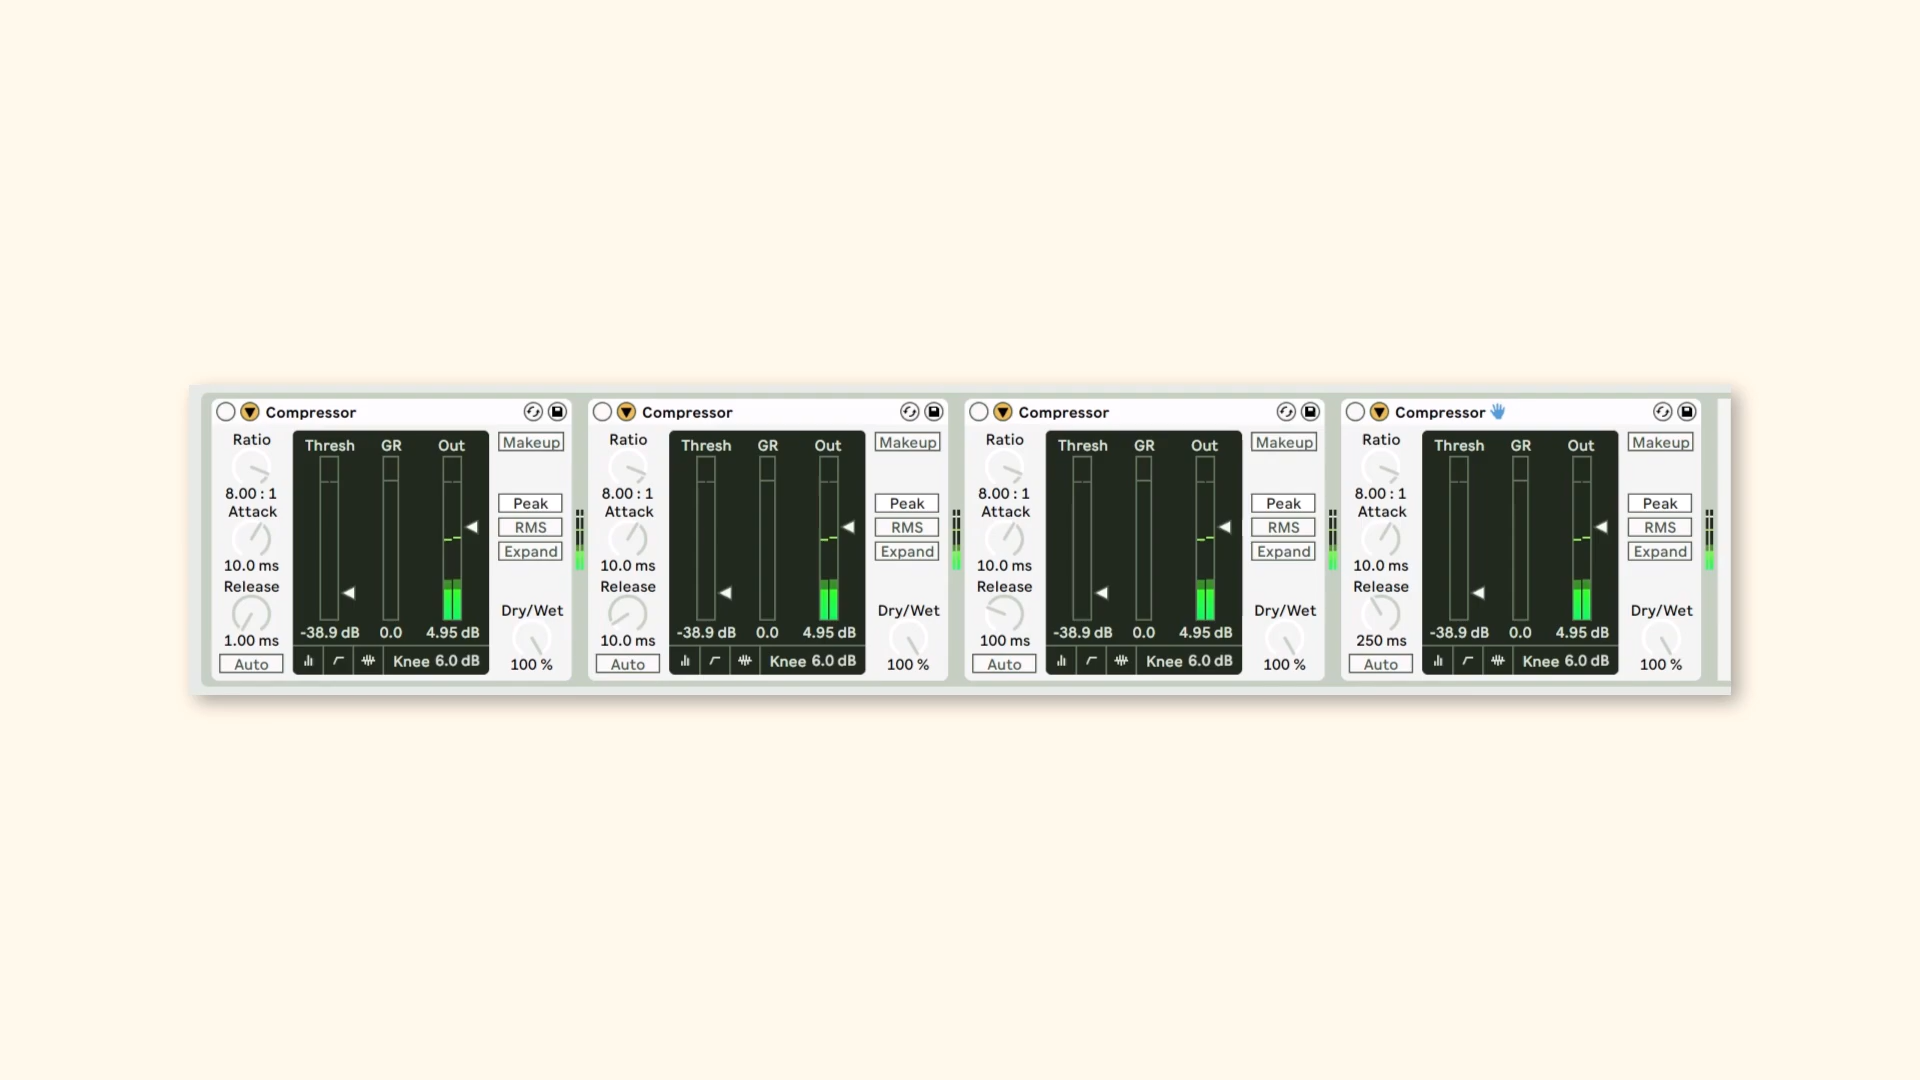 Compressor
Ratio
8.00 : 1
Attack
10.0 ms
Release
1.00 ms
Auto
Thresh GR Out
-38.9 dB 0.0 4.95 dB
Knee 6.0 dB
Makeup
Peak
RMS
Expand
Dry/Wet
100 %
Compressor
Ratio
8.00 : 1
Attack
10.0 ms
Release
10.0 ms
Auto
Thresh GR Out
-38.9 dB 0.0 4.95 dB
Knee 6.0 dB
Makeup
Peak
RMS
Expand
Dry/Wet
100 %
Compressor
Ratio
8.00 : 1
Attack
10.0 ms
Release
100 ms
Auto
Thresh GR Out
-38.9 dB 0.0 4.95 dB
Knee 6.0 dB
Makeup
Peak
RMS
Expand
Dry/Wet
100 %
Compressor
Ratio
8.00 : 1
Attack
10.0 ms
Release
250 ms
Auto
Thresh GR Out
-38.9 dB 0.0 4.95 dB
Knee 6.0 dB
Makeup
Peak
RMS
Expand
Dry/Wet
100 %